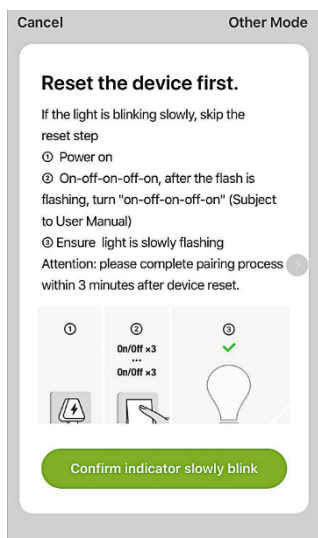 Cancel
Other Mode
Reset the device first.
If the light is blinking slowly, skip the
reset step
① Power on
② On-off-on-off-on, after the flash is
flashing, turn "on-off-on-off-on" (Subject
to User Manual)
③ Ensure light is slowly flashing
Attention: please complete pairing process
within 3 minutes after device reset.
①
②
③
On/Off ×3
...
On/Off ×3
Confirm indicator slowly blink